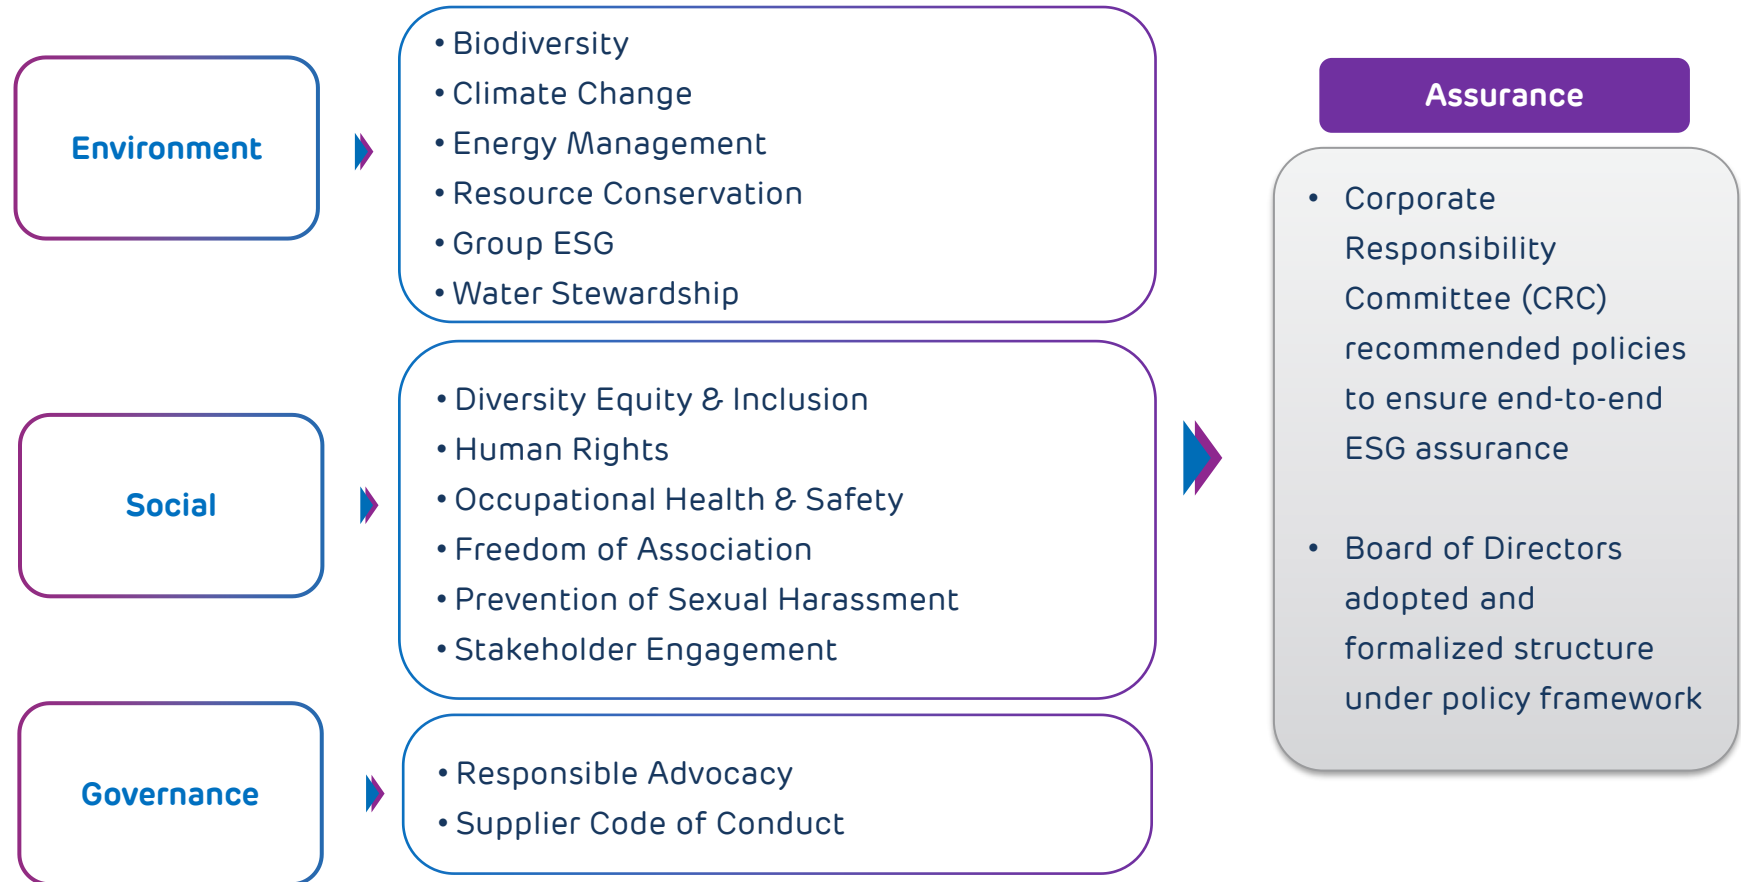 Environment
• Biodiversity
• Climate Change
• Energy Management
• Resource Conservation
• Group ESG
• Water Stewardship
Social
• Diversity Equity & Inclusion
• Human Rights
• Occupational Health & Safety
• Freedom of Association
• Prevention of Sexual Harassment
• Stakeholder Engagement
Governance
• Responsible Advocacy
• Supplier Code of Conduct
Assurance
• Corporate
Responsibility
Committee (CRC)
recommended policies
to ensure end-to-end
ESG assurance
• Board of Directors
adopted and
formalized structure
under policy framework